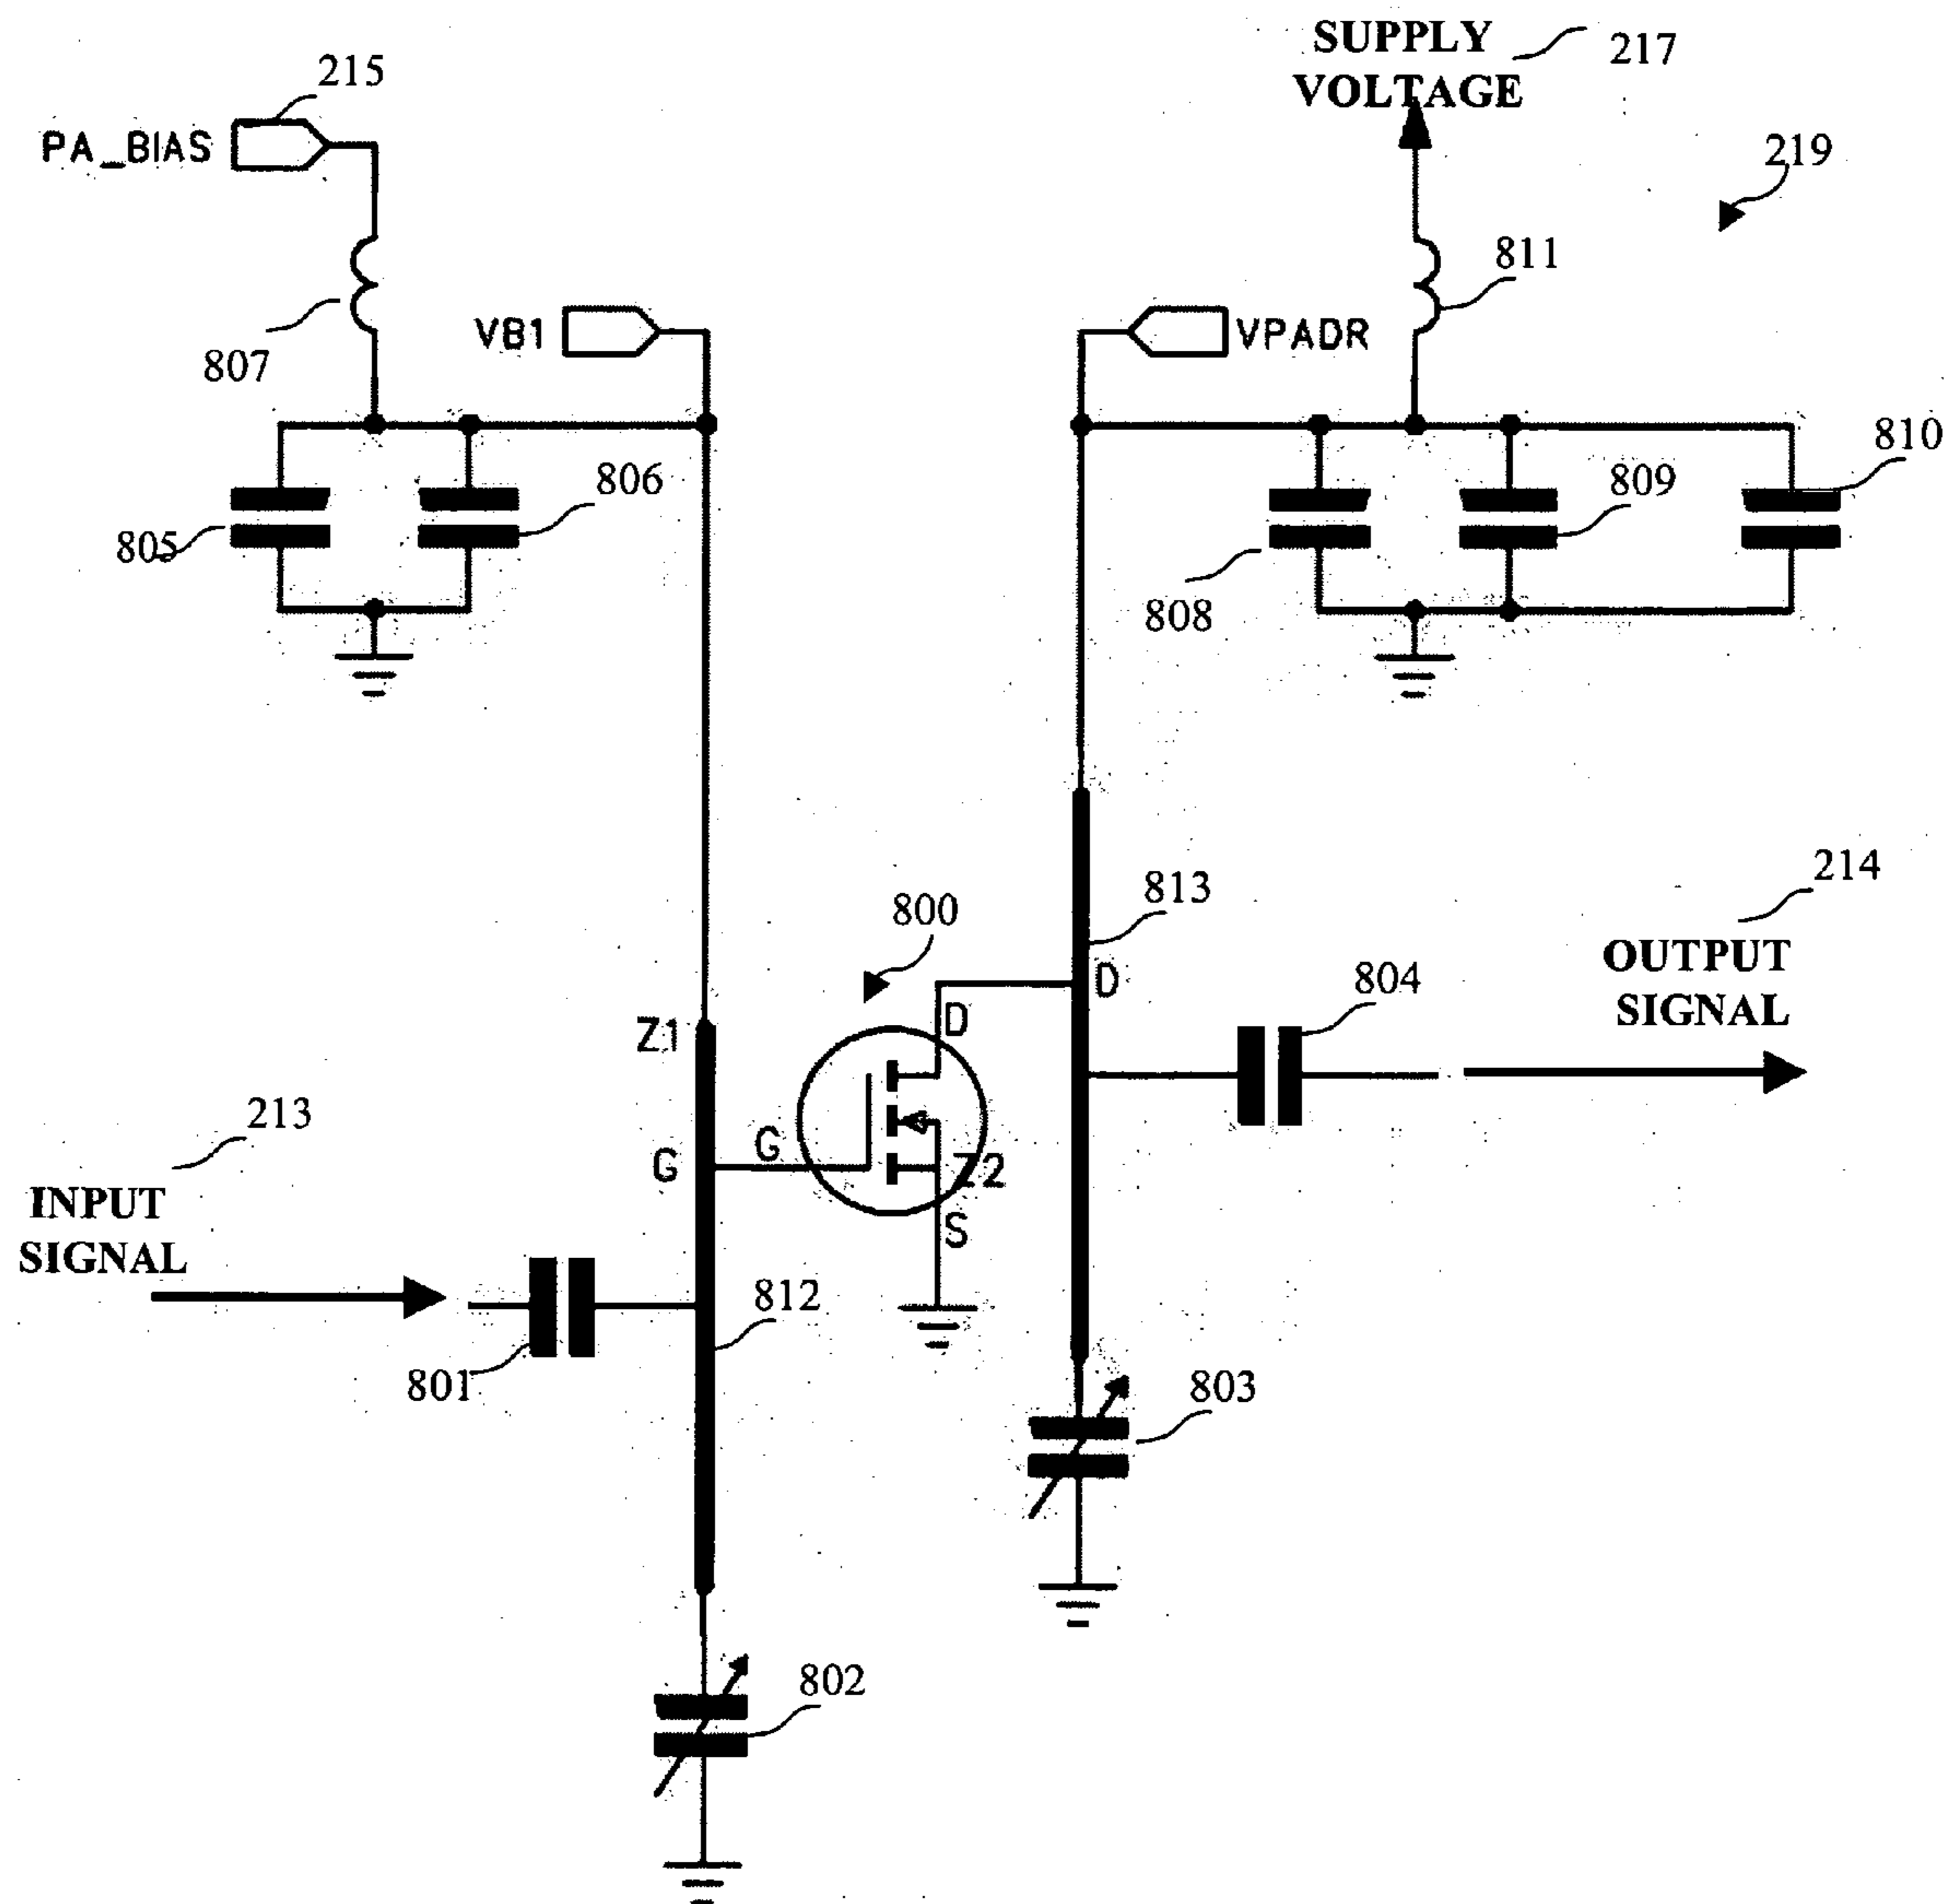 SUPPLY
VOLTAGE
217
215
PA_BIAS
219
811
807
VB1
VPADR
810
805
806
809
808
214
813
800
OUTPUT
SIGNAL
D
804
D
Z1
213
G
G
Z2
INPUT
SIGNAL
S
812
801
803
802